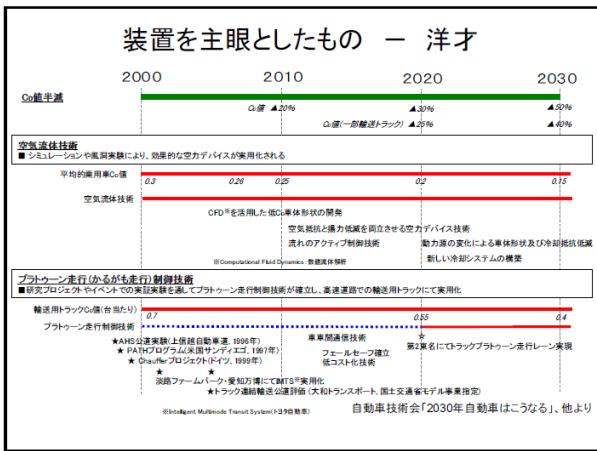 装置を主眼としたもの － 洋才
2000 2010 2020 2030
Cd値半減
Cd値 ▲20% ▲30% ▲50%
Cd値(一部輸送トラック) ▲25% ▲40%
空気流体技術
■ シミュレーションや風洞実験により、効果的な空力デバイスが実用化される
平均的乗用車Cd値
0.3 0.26 0.25 0.2 0.15
空気流体技術
CFD※を活用した低Cd車体形状の開発
空気抵抗と揚力低減を両立させる空力デバイス技術
流れのアクティブ制御技術
動力源の変化による車体形状及び冷却抵抗低減
※Computational Fluid Dynamics：数値流体解析
新しい冷却システムの構築
プラトゥーン走行(かるがも走行)制御技術
■研究プロジェクトやイベントでの実証実験を通してプラトゥーン走行制御技術が確立し、高速道路での輸送用トラックにて実用化
輸送用トラックCd値(台当たり)
0.7 0.55 0.4
プラトゥーン走行制御技術
★AHS公道実験(上信越自動車道，1996年)
車車間通信技術
☆
第2東名にてトラックプラトゥーン走行レーン実現
★ PATHプログラム(米国サンディエゴ，1997年)
フェールセーフ確立
★ Chaufferプロジェクト(ドイツ，1999年)
低コスト化技術
★ ★
淡路ファームパーク・愛知万博にてIMTS※実用化
★トラック連結輸送公道評価 (大和トランスポート、国土交通省モデル事業指定)
※Intelligent Multimode Transit System(トヨタ自動車)
自動車技術会「2030年自動車はこうなる」、他より